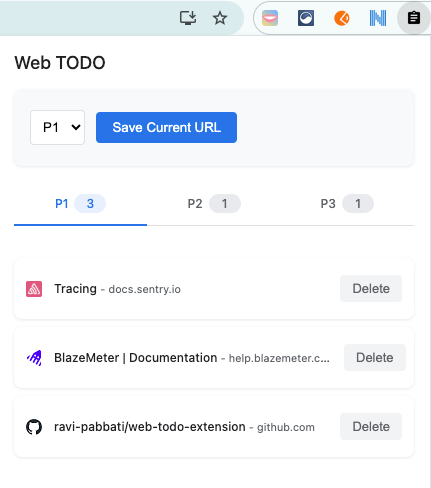 Web TODO
P1 Save Current URL
P1 3 P2 1 P3 1
Tracing - docs.sentry.io Delete
BlazeMeter | Documentation - help.blazemeter.c... Delete
ravi-pabbati/web-todo-extension - github.com Delete